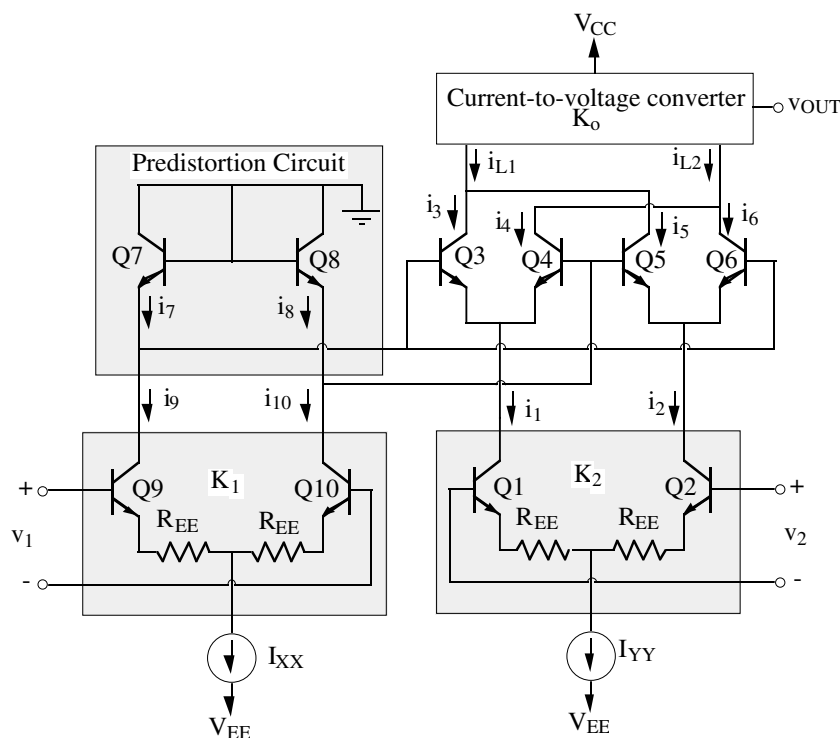 V_CC
Current-to-voltage converter
K_o
v_OUT
Predistortion Circuit
i_L1
i_L2
i_3
i_4
i_5
i_6
Q7
Q8
Q3
Q4
Q5
Q6
i_7
i_8
i_9
i_10
i_1
i_2
+
Q9
K_1
Q10
Q1
K_2
Q2
+
v_1
R_EE
R_EE
R_EE
R_EE
v_2
-
-
I_XX
I_YY
V_EE
V_EE